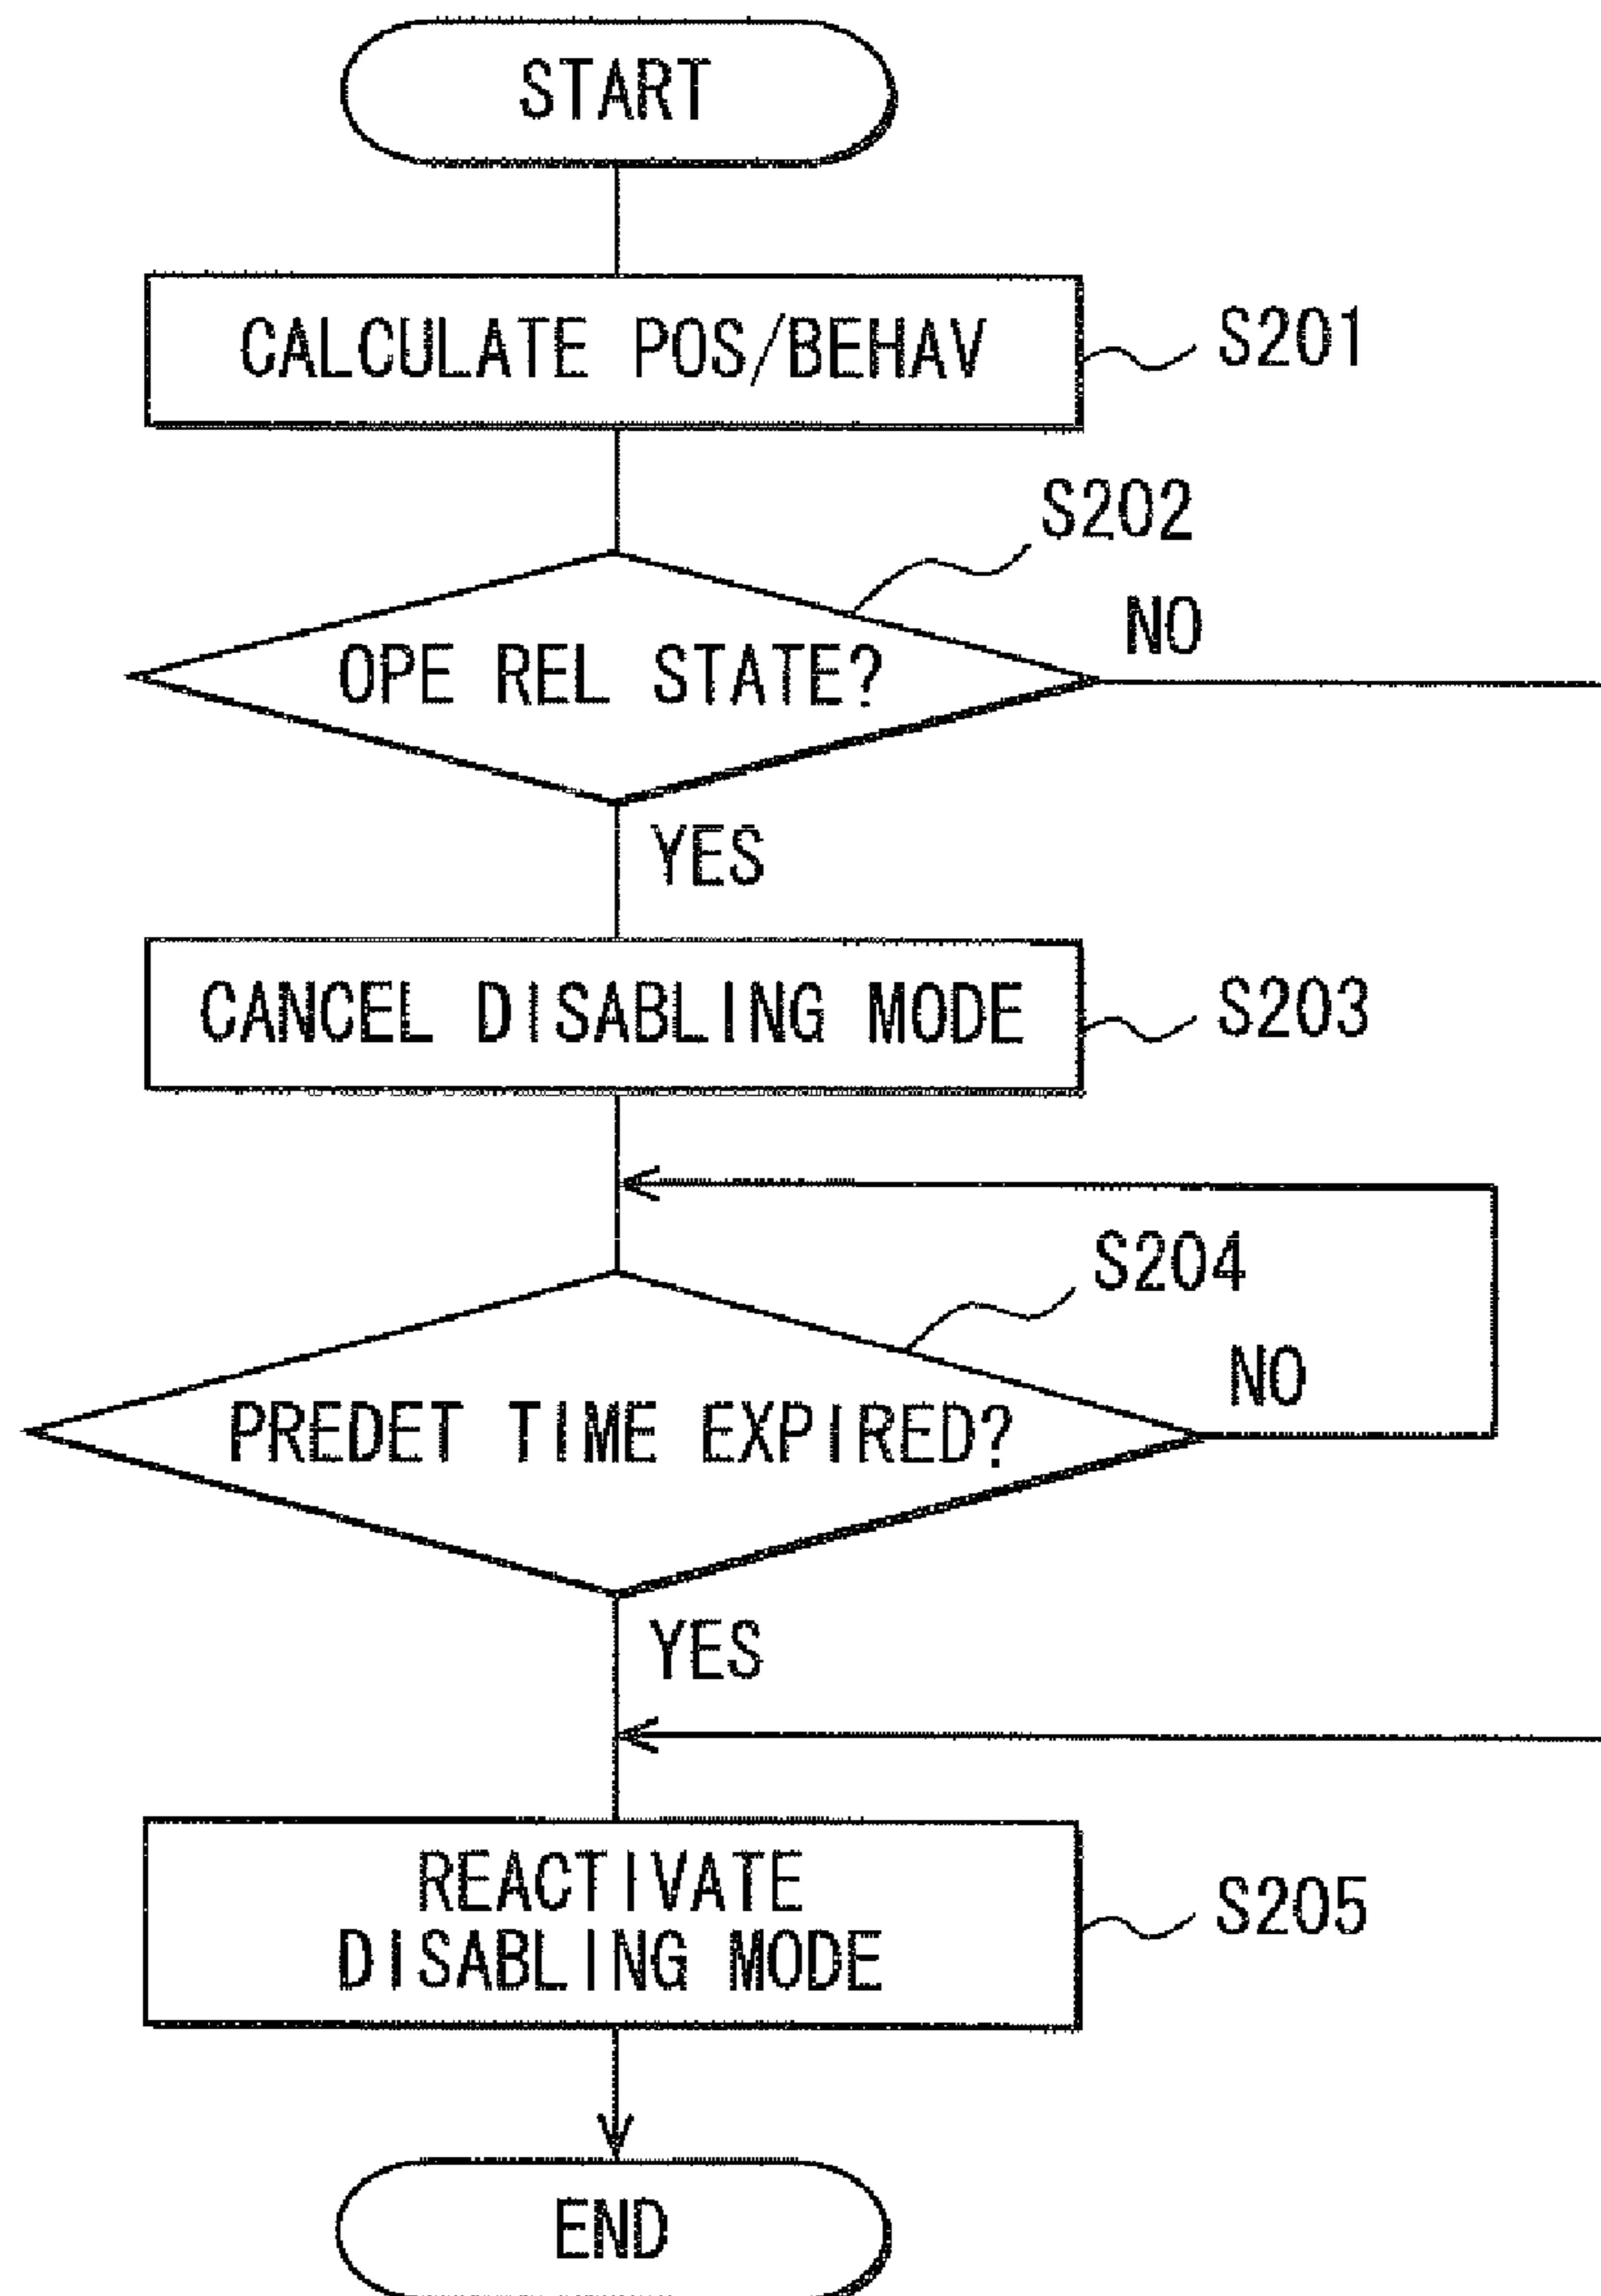 START
CALCULATE POS/BEHAV
S201
S202
OPE REL STATE?
NO
YES
CANCEL DISABLING MODE
S203
S204
PREDET TIME EXPIRED?
NO
YES
REACTIVATE
DISABLING MODE
S205
END